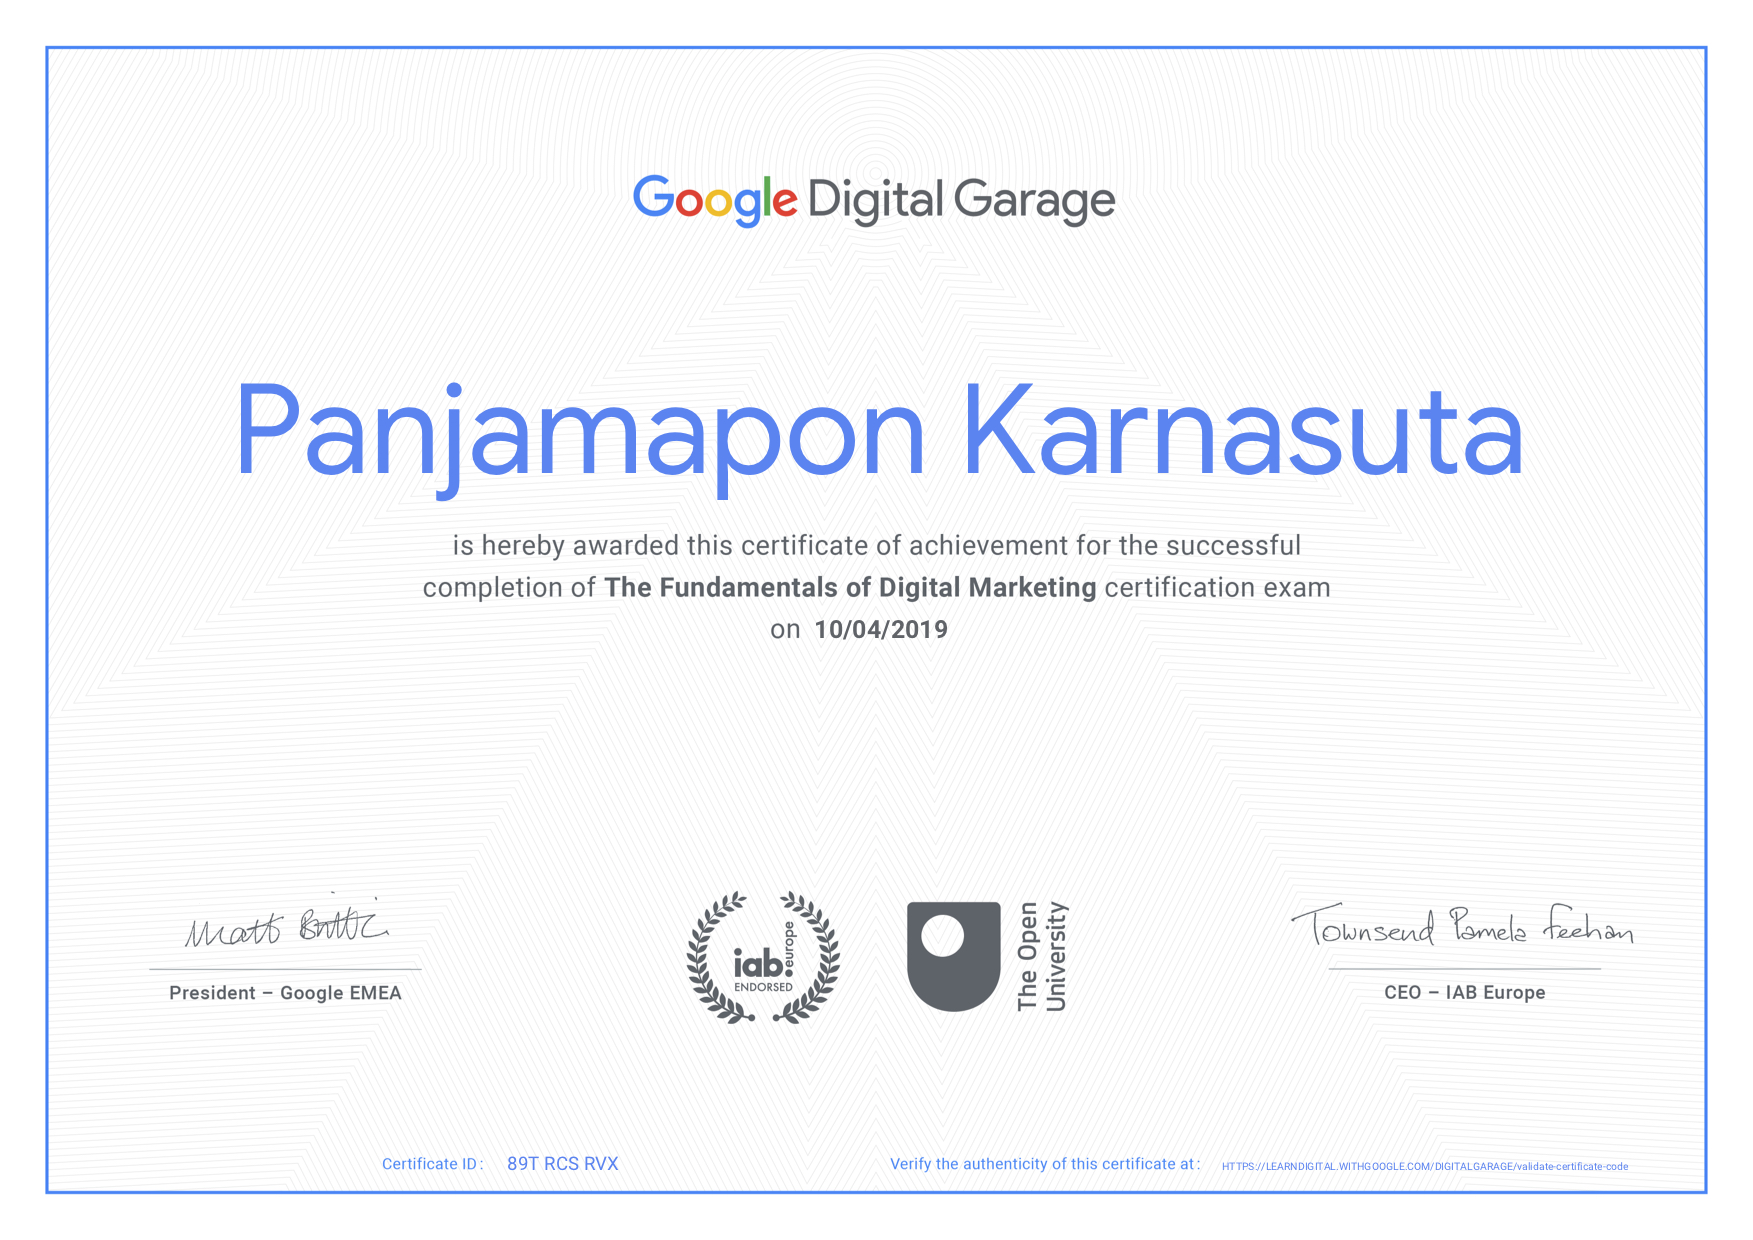 Google Digital Garage
Panjamapon Karnasuta
is hereby awarded this certificate of achievement for the successful
completion of The Fundamentals of Digital Marketing certification exam
on 10/04/2019
Matt Brittin
President – Google EMEA
iab europe
ENDORSED
The Open
University
Townsend Pamela Feehan
CEO – IAB Europe
Certificate ID : 89T RCS RVX
Verify the authenticity of this certificate at : HTTPS://LEARNDIGITAL.WITHGOOGLE.COM/DIGITALGARAGE/validate-certificate-code